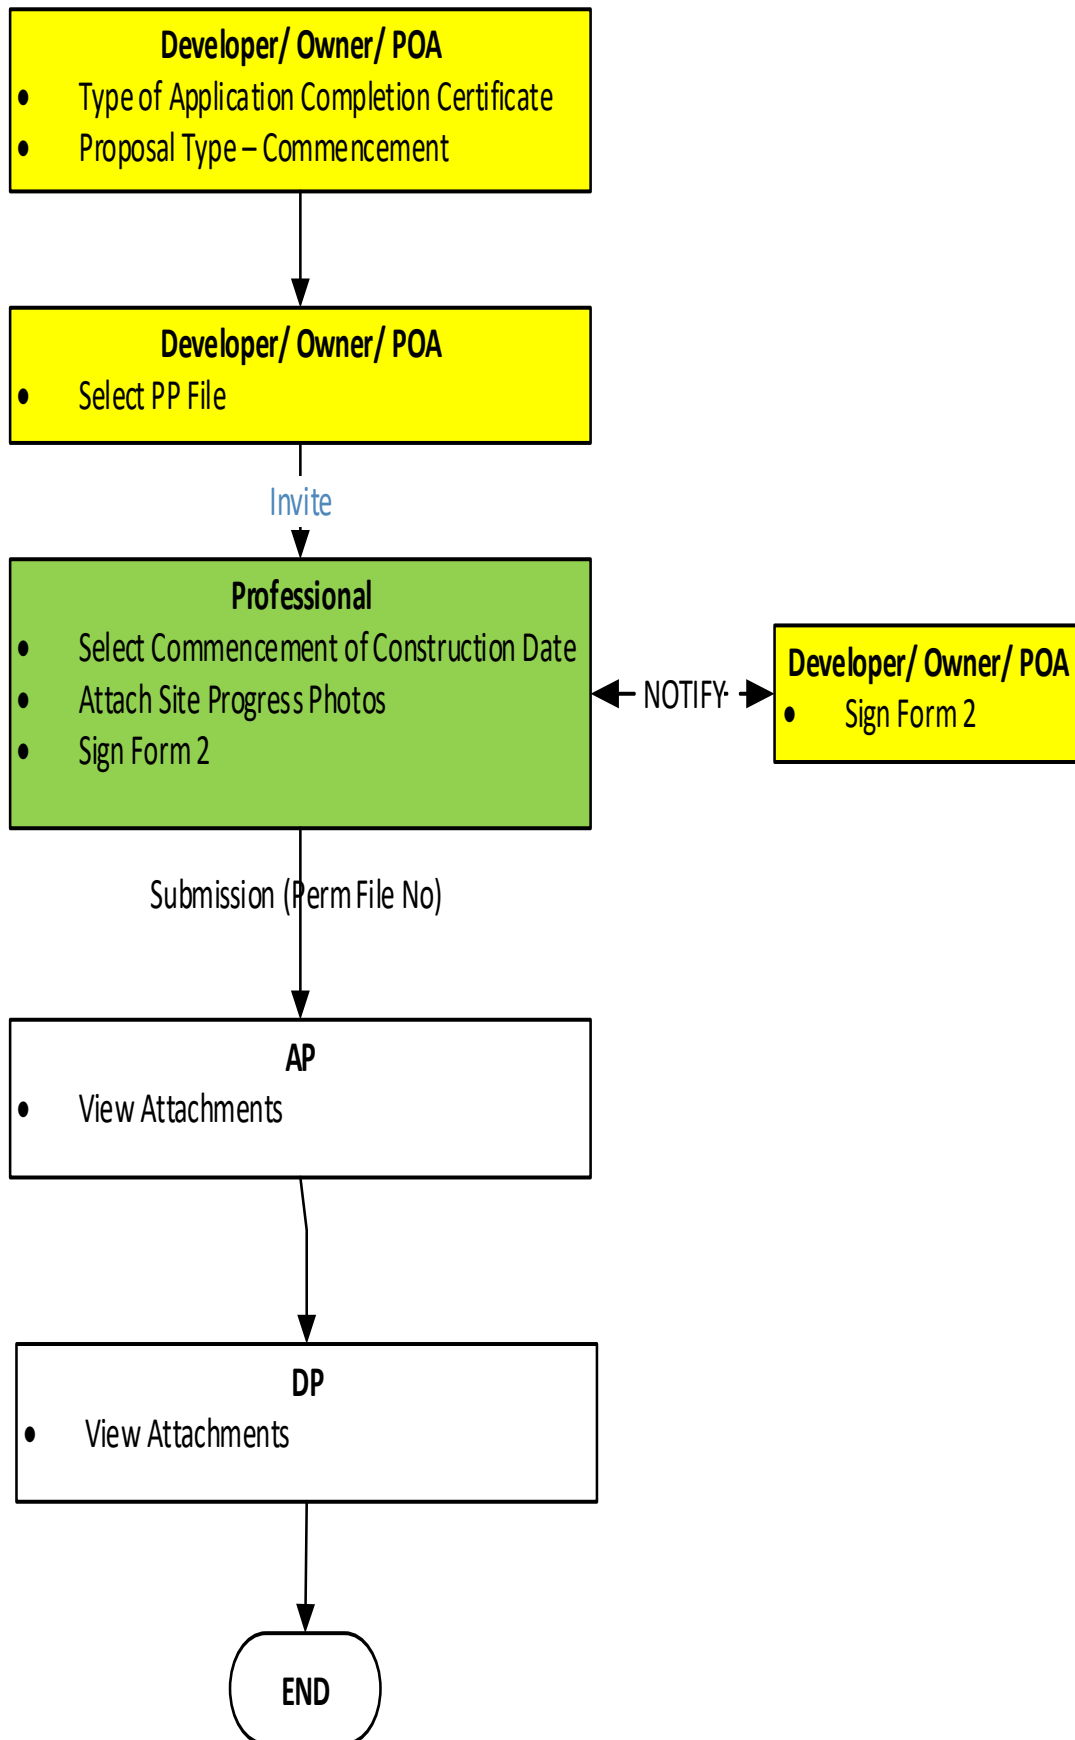 Developer/ Owner/ POA
• Type of Application Completion Certificate
• Proposal Type – Commencement
Developer/ Owner/ POA
• Select PP File
Invite
Professional
• Select Commencement of Construction Date
• Attach Site Progress Photos
• Sign Form 2
NOTIFY
Developer/ Owner/ POA
• Sign Form 2
Submission (Perm File No)
AP
• View Attachments
DP
• View Attachments
END